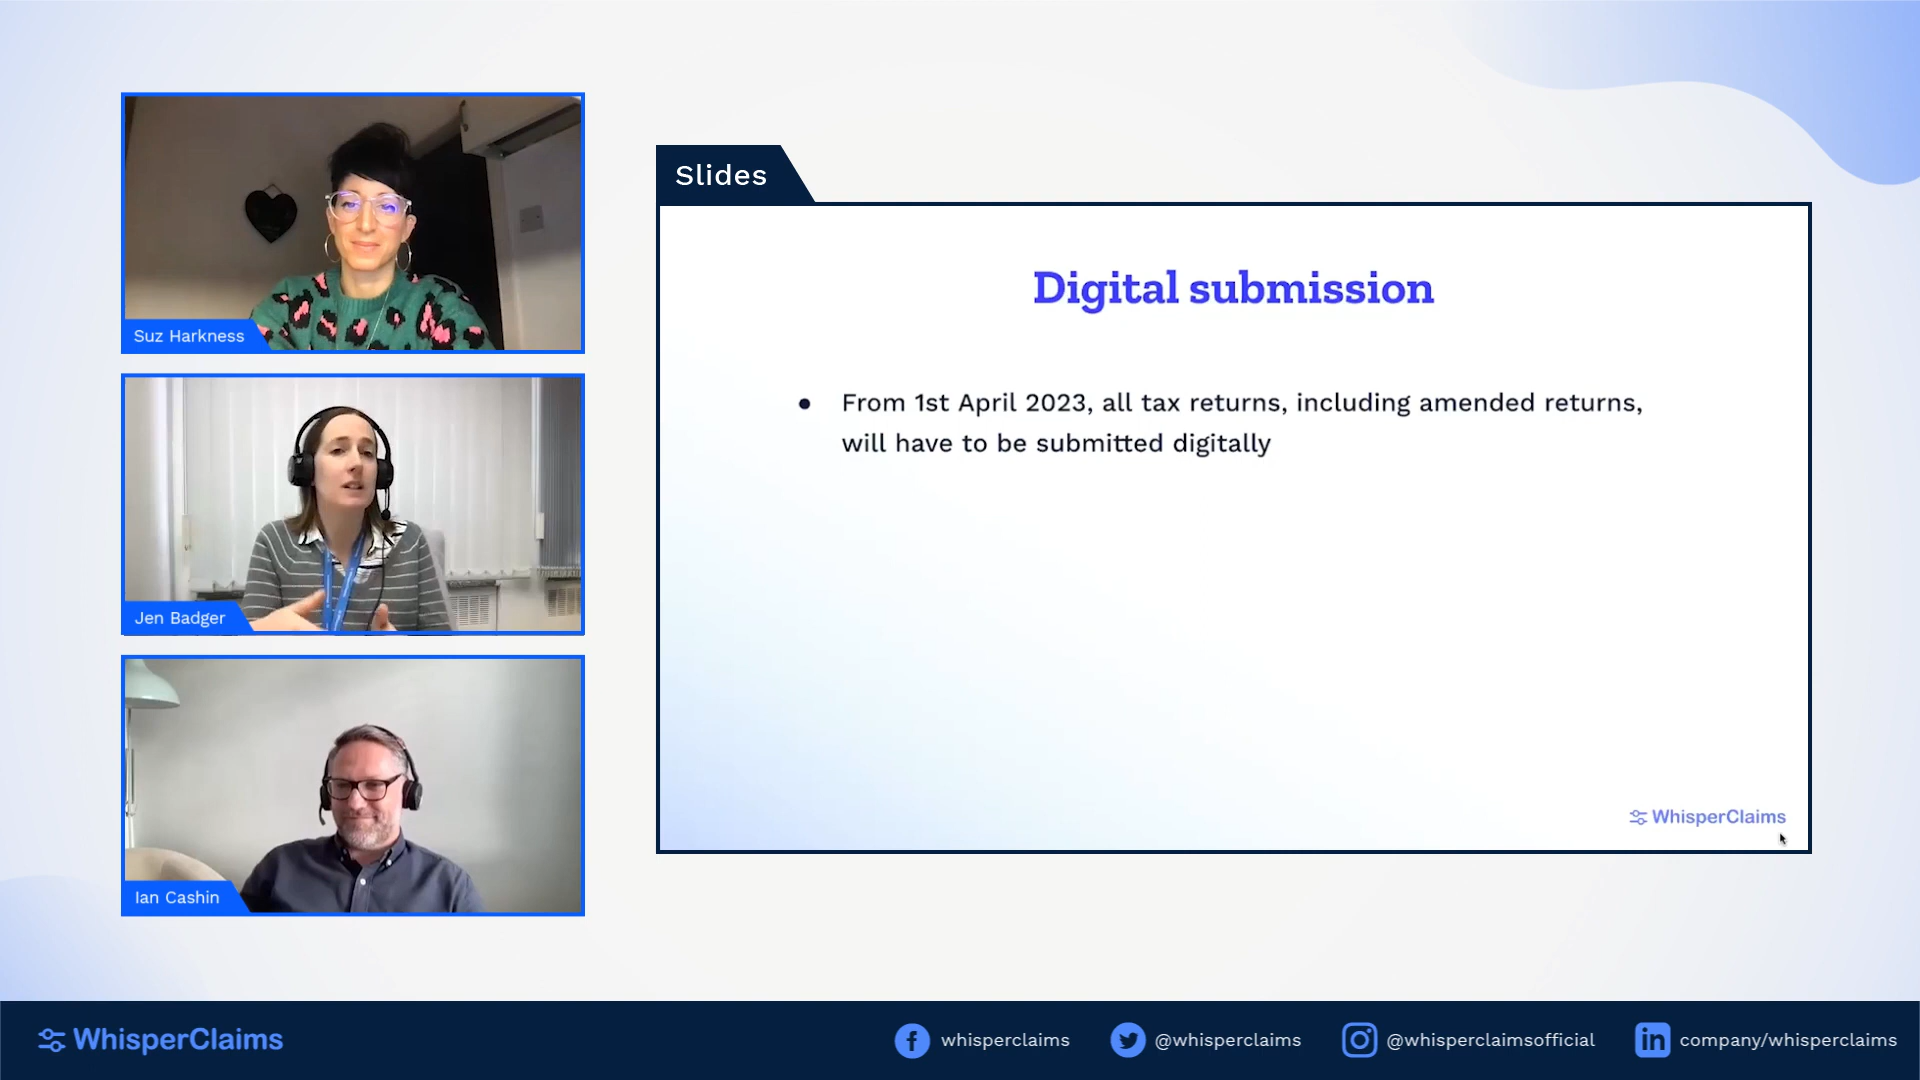 Suz Harkness
Jen Badger
Ian Cashin
Slides
Digital submission
● From 1st April 2023, all tax returns, including amended returns,
will have to be submitted digitally
WhisperClaims
WhisperClaims
whisperclaims
@whisperclaims
@whisperclaimsofficial
company/whisperclaims